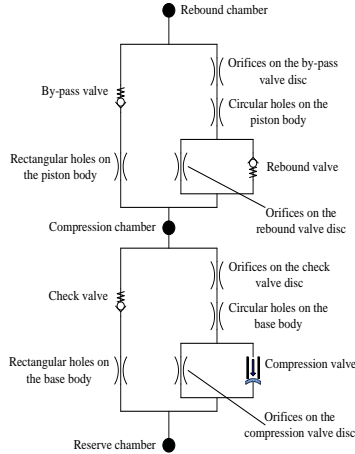 Rebound chamber
Orifices on the by-pass
valve disc
By-pass valve
Circular holes on the
piston body
Rectangular holes on
the piston body
Rebound valve
Orifices on the
rebound valve disc
Compression chamber
Orifices on the check
valve disc
Check valve
Circular holes on the
base body
Rectangular holes on
the base body
Compression valve
Orifices on the
compression valve disc
Reserve chamber